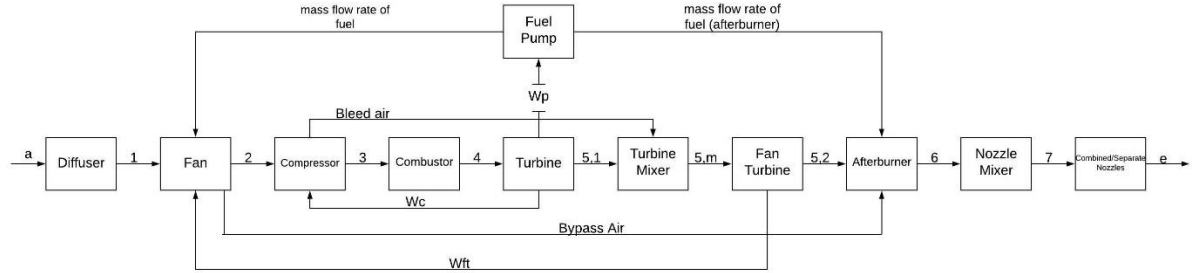 mass flow rate of
fuel
Fuel
Pump
mass flow rate of
fuel (afterburner)
Wp
Bleed air
a
Diffuser
1
Fan
2
Compressor
3
Combustor
4
Turbine
5,1
Turbine
Mixer
5,m
Fan
Turbine
5,2
Afterburner
6
Nozzle
Mixer
7
Combined/Separate
Nozzles
e
Wc
Bypass Air
Wft